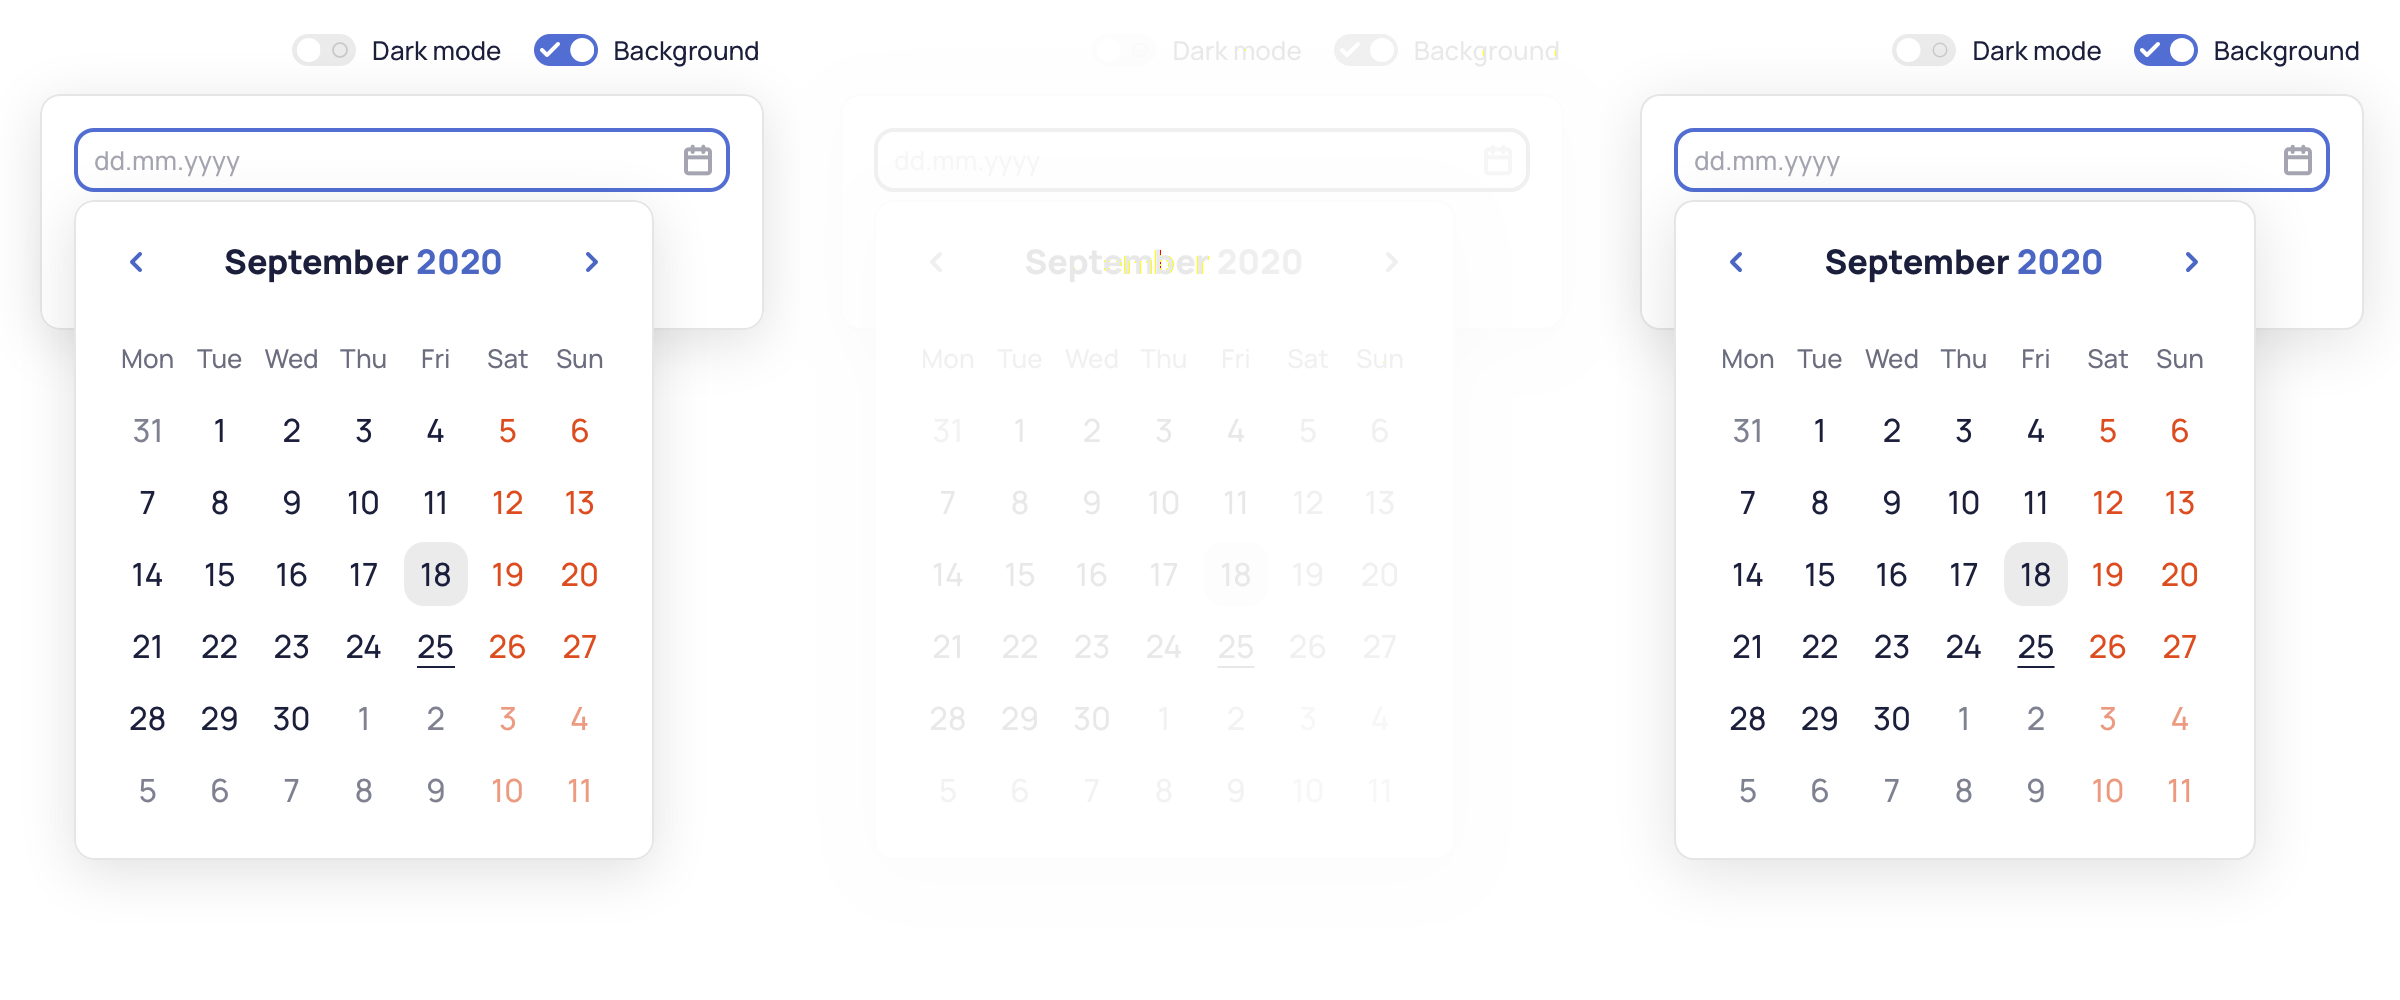 Dark mode Background
dd.mm.yyyy
September 2020
Mon Tue Wed Thu Fri Sat Sun
31 1 2 3 4 5 6
7 8 9 10 11 12 13
14 15 16 17 18 19 20
21 22 23 24 25 26 27
28 29 30 1 2 3 4
5 6 7 8 9 10 11
Dark mode Background
dd.mm.yyyy
September 2020
Mon Tue Wed Thu Fri Sat Sun
31 1 2 3 4 5 6
7 8 9 10 11 12 13
14 15 16 17 18 19 20
21 22 23 24 25 26 27
28 29 30 1 2 3 4
5 6 7 8 9 10 11
Dark mode Background
dd.mm.yyyy
September 2020
Mon Tue Wed Thu Fri Sat Sun
31 1 2 3 4 5 6
7 8 9 10 11 12 13
14 15 16 17 18 19 20
21 22 23 24 25 26 27
28 29 30 1 2 3 4
5 6 7 8 9 10 11